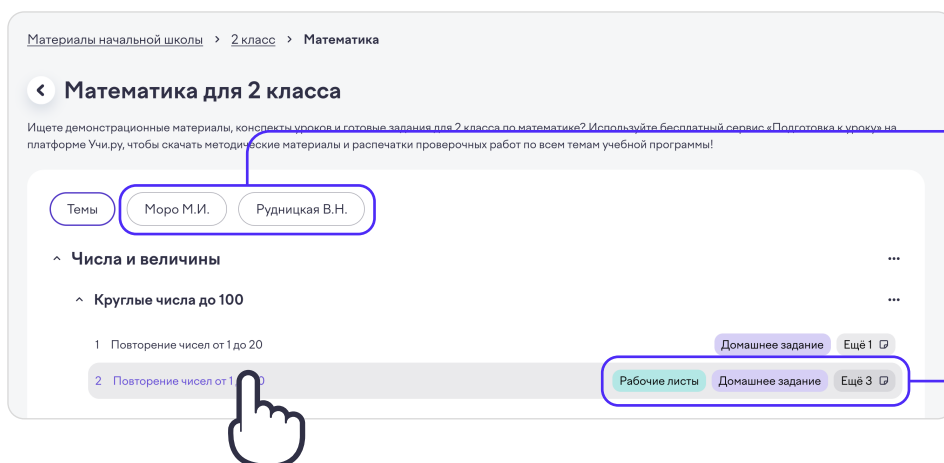 Материалы начальной школы > 2 класс > Математика
Математика для 2 класса
Ищете демонстрационные материалы, конспекты уроков и готовые задания для 2 класса по математике? Используйте бесплатный сервис «Подготовка к уроку» на
платформе Учи.ру, чтобы скачать методические материалы и распечатки проверочных работ по всем темам учебной программы!
Темы Моро М.И. Рудницкая В.Н.
Числа и величины
Круглые числа до 100
1 Повторение чисел от 1 до 20 Домашнее задание Ещё 1
2 Повторение чисел от 1 Рабочие листы Домашнее задание Ещё 3